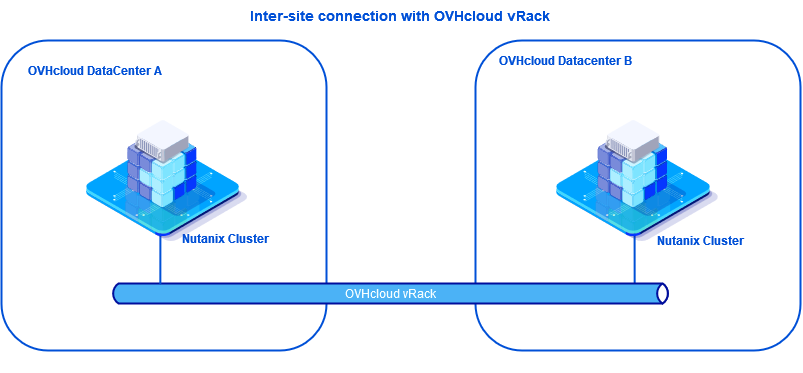 Inter-site connection with OVHcloud vRack
OVHcloud DataCenter A
OVHcloud Datacenter B
Nutanix Cluster
Nutanix Cluster
OVHcloud vRack